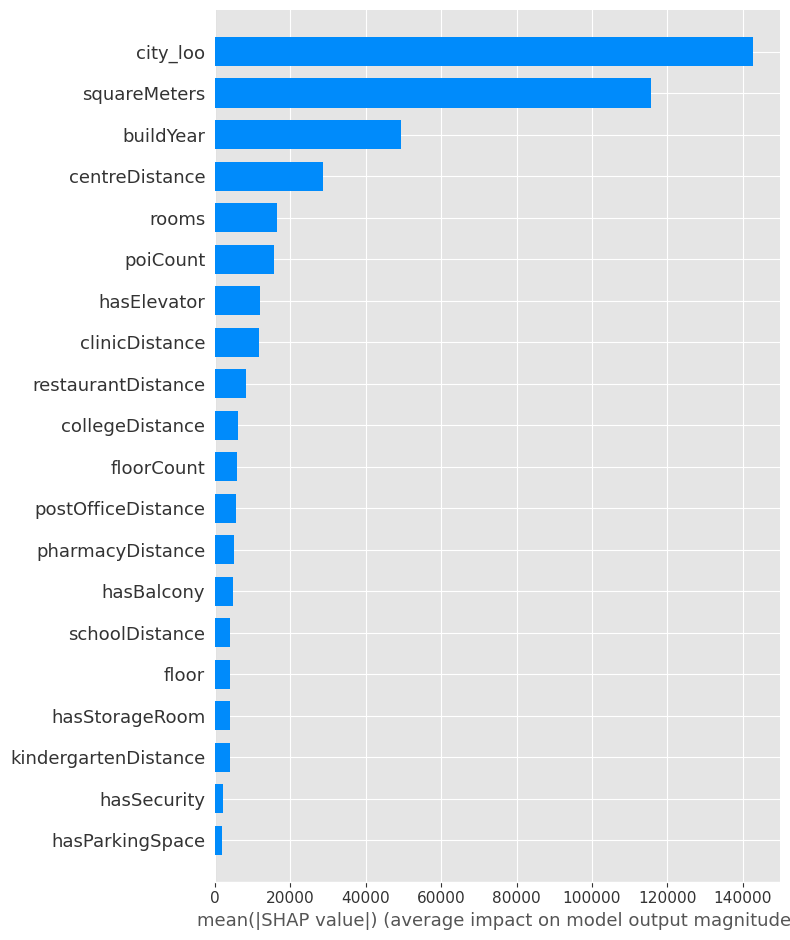 city_loo
squareMeters
buildYear
centreDistance
rooms
poiCount
hasElevator
clinicDistance
restaurantDistance
collegeDistance
floorCount
postOfficeDistance
pharmacyDistance
hasBalcony
schoolDistance
floor
hasStorageRoom
kindergartenDistance
hasSecurity
hasParkingSpace
0 20000 40000 60000 80000 100000 120000 140000
mean(|SHAP value|) (average impact on model output magnitude